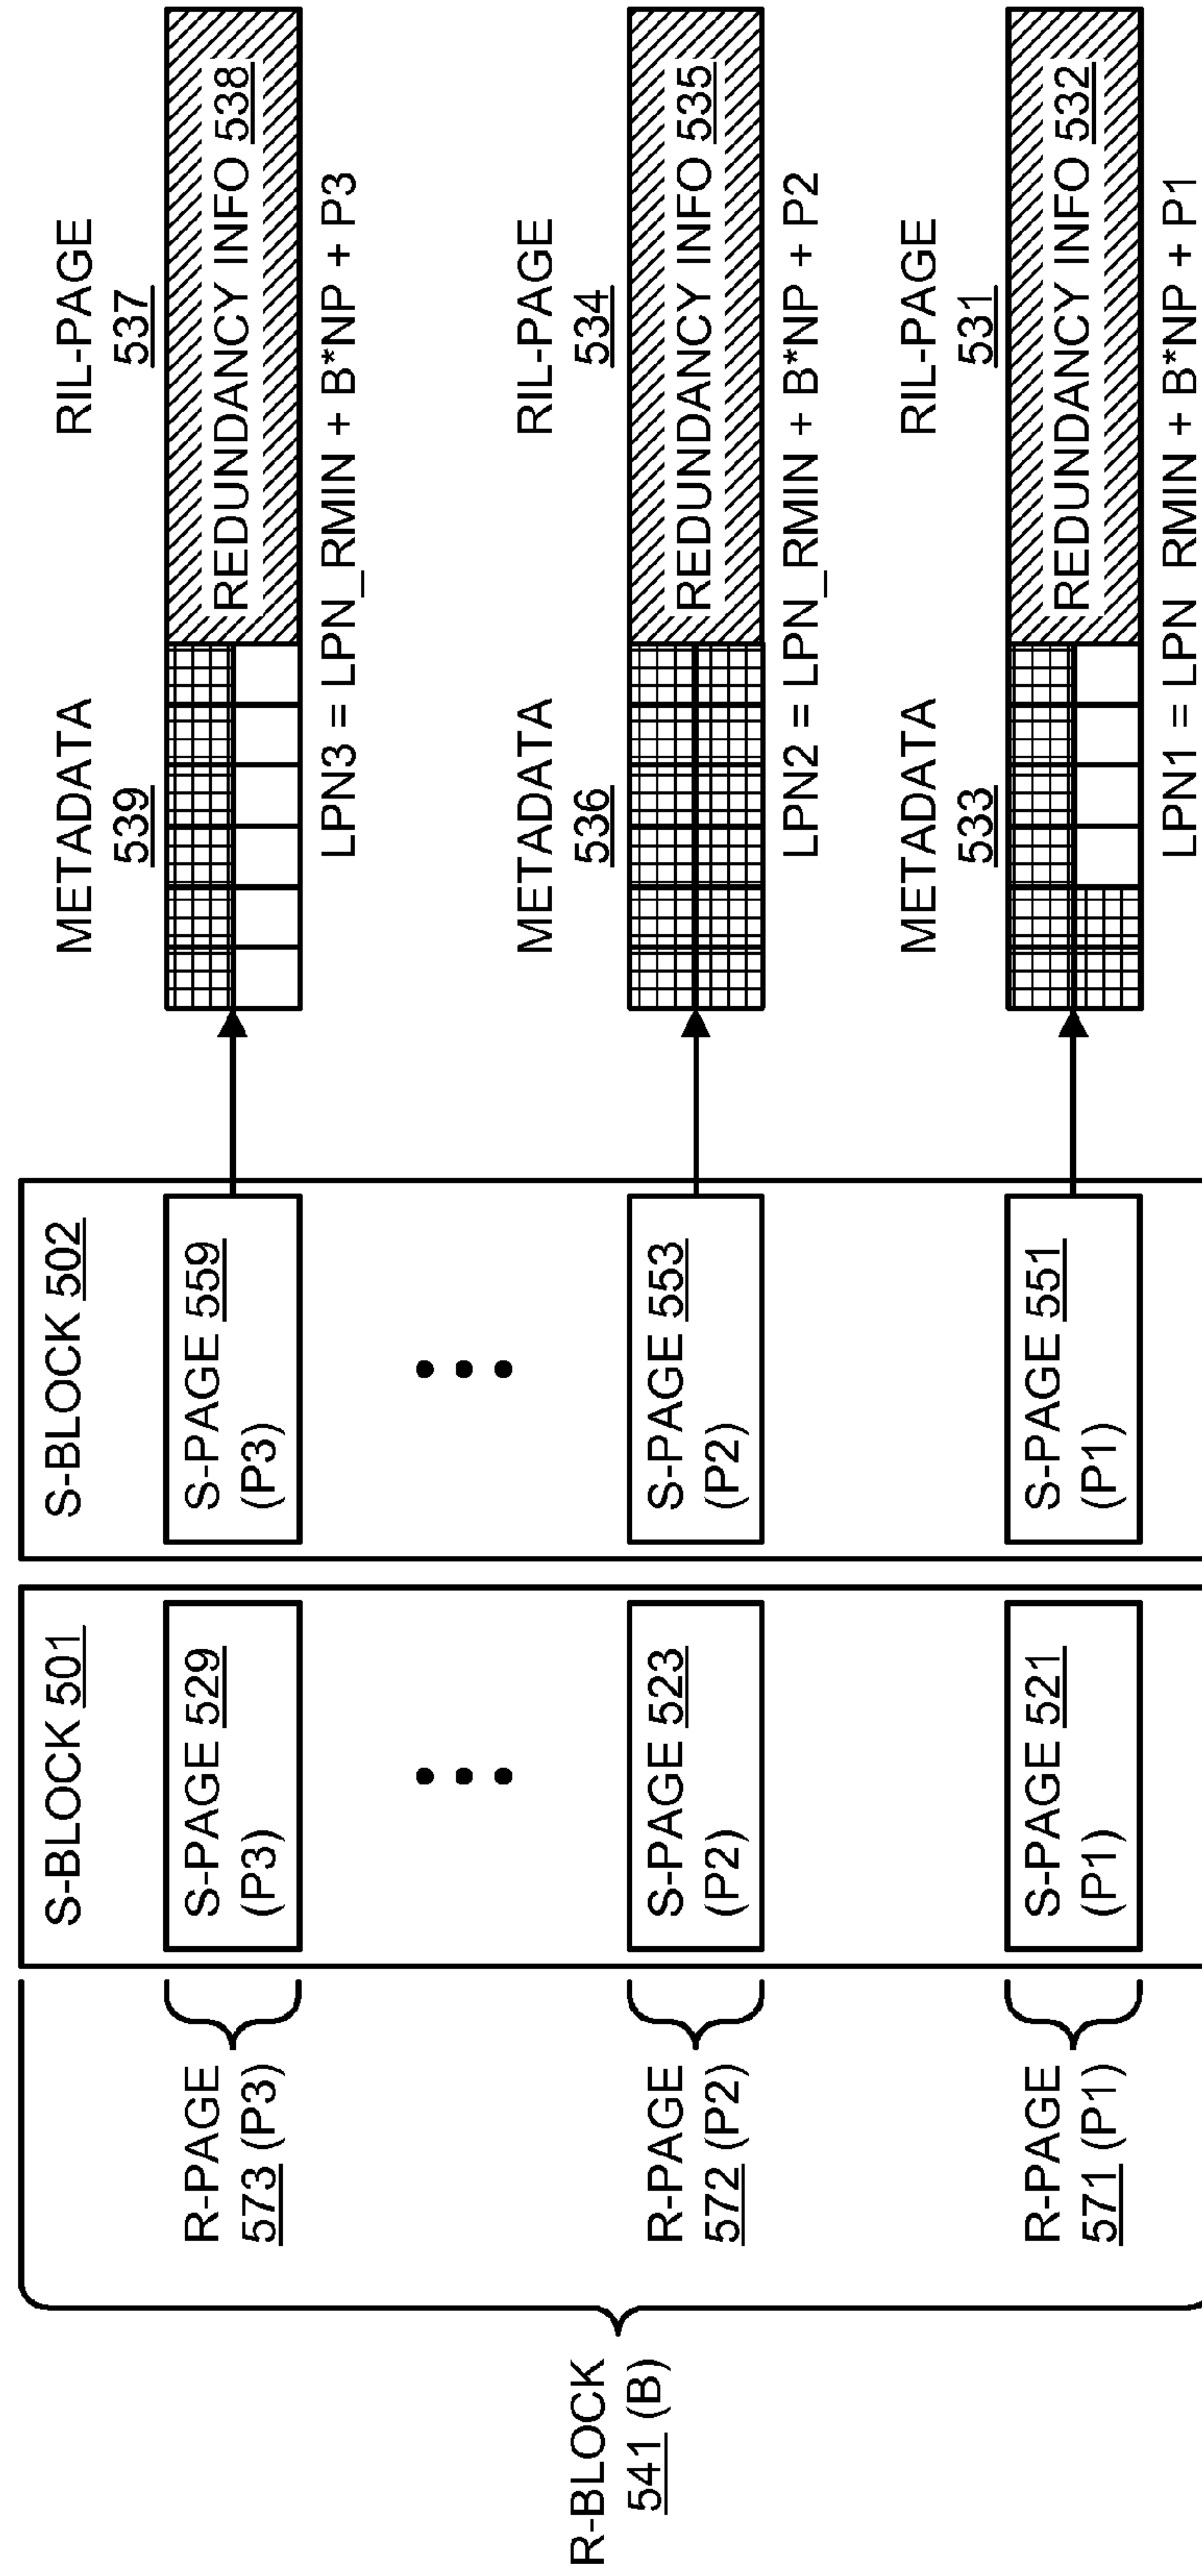 S-BLOCK 501
S-BLOCK 502
METADATA
539
RIL-PAGE
537
R-PAGE
573 (P3)
S-PAGE 529
(P3)
S-PAGE 559
(P3)
REDUNDANCY INFO 538
LPN3 = LPN_RMIN + B*NP + P3
R-BLOCK
541 (B)
METADATA
536
RIL-PAGE
534
R-PAGE
572 (P2)
S-PAGE 523
(P2)
S-PAGE 553
(P2)
REDUNDANCY INFO 535
LPN2 = LPN_RMIN + B*NP + P2
METADATA
533
RIL-PAGE
531
R-PAGE
571 (P1)
S-PAGE 521
(P1)
S-PAGE 551
(P1)
REDUNDANCY INFO 532
LPN1 = LPN RMIN + B*NP + P1